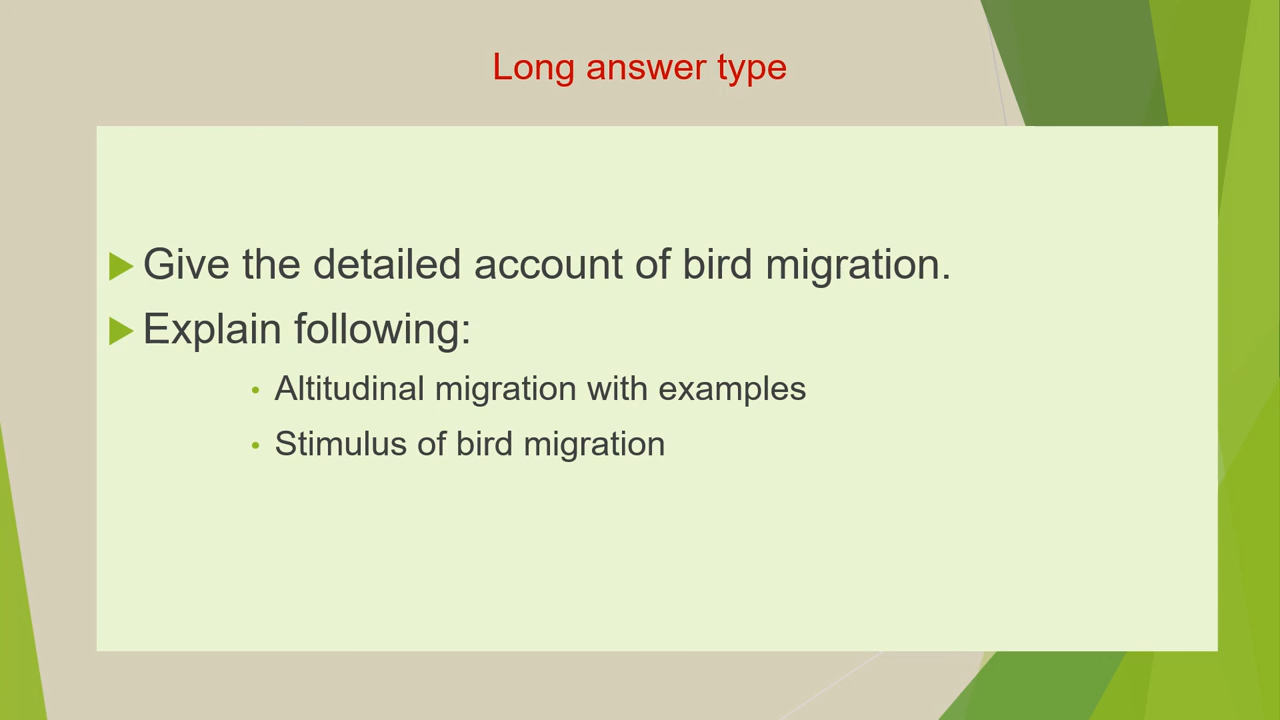 Long answer type
Give the detailed account of bird migration.
Explain following:
• Altitudinal migration with examples
• Stimulus of bird migration